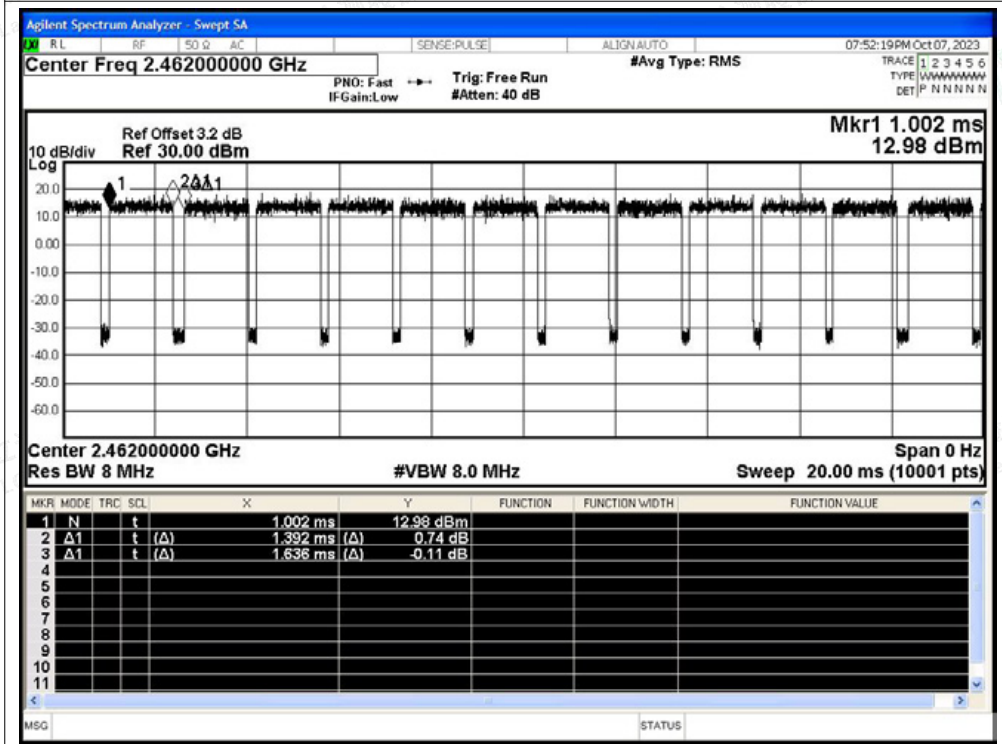 Agilent Spectrum Analyzer - Swept SA
RL RF 50 Ω AC SENSE:PULSE ALIGN AUTO 07:52:19 PM Oct 07, 2023
Center Freq 2.462000000 GHz #Avg Type: RMS TRACE 1 2 3 4 5 6
PNO: Fast Trig: Free Run TYPE WWWWWW
IFGain:Low #Atten: 40 dB DET P N N N N N
Mkr1 1.002 ms
12.98 dBm
Ref Offset 3.2 dB
10 dB/div Ref 30.00 dBm
Log
1 2Δ1
20.0
10.0
0.00
-10.0
-20.0
-30.0
-40.0
-50.0
-60.0
Center 2.462000000 GHz Span 0 Hz
Res BW 8 MHz #VBW 8.0 MHz Sweep 20.00 ms (10001 pts)
MKR MODE TRC SCL X Y FUNCTION FUNCTION WIDTH FUNCTION VALUE
1 N t 1.002 ms 12.98 dBm
2 Δ1 t (Δ) 1.392 ms (Δ) 0.74 dB
3 Δ1 t (Δ) 1.636 ms (Δ) -0.11 dB
4
5
6
7
8
9
10
11
MSG STATUS